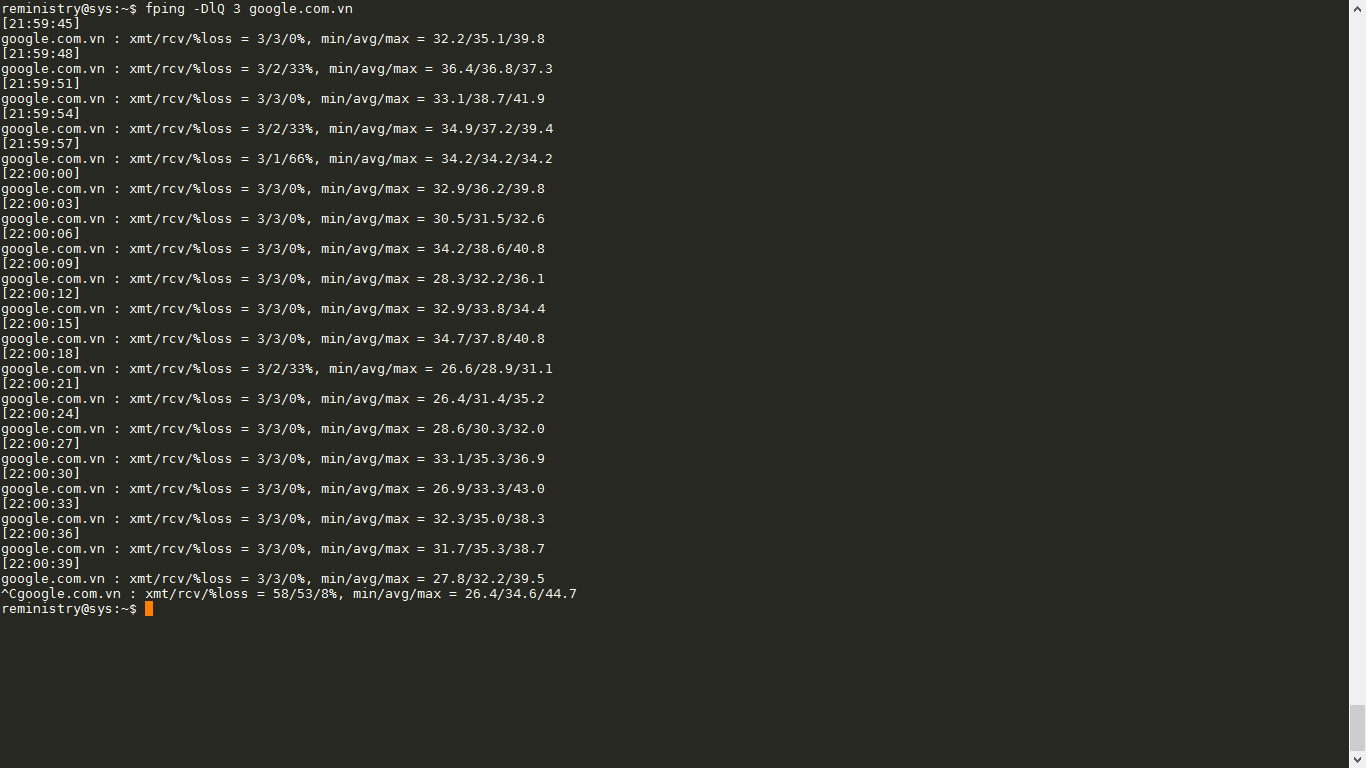 reministry@sys:~$ fping -DlQ 3 google.com.vn
[21:59:45]
google.com.vn : xmt/rcv/%loss = 3/3/0%, min/avg/max = 32.2/35.1/39.8
[21:59:48]
google.com.vn : xmt/rcv/%loss = 3/2/33%, min/avg/max = 36.4/36.8/37.3
[21:59:51]
google.com.vn : xmt/rcv/%loss = 3/3/0%, min/avg/max = 33.1/38.7/41.9
[21:59:54]
google.com.vn : xmt/rcv/%loss = 3/2/33%, min/avg/max = 34.9/37.2/39.4
[21:59:57]
google.com.vn : xmt/rcv/%loss = 3/1/66%, min/avg/max = 34.2/34.2/34.2
[22:00:00]
google.com.vn : xmt/rcv/%loss = 3/3/0%, min/avg/max = 32.9/36.2/39.8
[22:00:03]
google.com.vn : xmt/rcv/%loss = 3/3/0%, min/avg/max = 30.5/31.5/32.6
[22:00:06]
google.com.vn : xmt/rcv/%loss = 3/3/0%, min/avg/max = 34.2/38.6/40.8
[22:00:09]
google.com.vn : xmt/rcv/%loss = 3/3/0%, min/avg/max = 28.3/32.2/36.1
[22:00:12]
google.com.vn : xmt/rcv/%loss = 3/3/0%, min/avg/max = 32.9/33.8/34.4
[22:00:15]
google.com.vn : xmt/rcv/%loss = 3/3/0%, min/avg/max = 34.7/37.8/40.8
[22:00:18]
google.com.vn : xmt/rcv/%loss = 3/2/33%, min/avg/max = 26.6/28.9/31.1
[22:00:21]
google.com.vn : xmt/rcv/%loss = 3/3/0%, min/avg/max = 26.4/31.4/35.2
[22:00:24]
google.com.vn : xmt/rcv/%loss = 3/3/0%, min/avg/max = 28.6/30.3/32.0
[22:00:27]
google.com.vn : xmt/rcv/%loss = 3/3/0%, min/avg/max = 33.1/35.3/36.9
[22:00:30]
google.com.vn : xmt/rcv/%loss = 3/3/0%, min/avg/max = 26.9/33.3/43.0
[22:00:33]
google.com.vn : xmt/rcv/%loss = 3/3/0%, min/avg/max = 32.3/35.0/38.3
[22:00:36]
google.com.vn : xmt/rcv/%loss = 3/3/0%, min/avg/max = 31.7/35.3/38.7
[22:00:39]
google.com.vn : xmt/rcv/%loss = 3/3/0%, min/avg/max = 27.8/32.2/39.5
^Cgoogle.com.vn : xmt/rcv/%loss = 58/53/8%, min/avg/max = 26.4/34.6/44.7
reministry@sys:~$